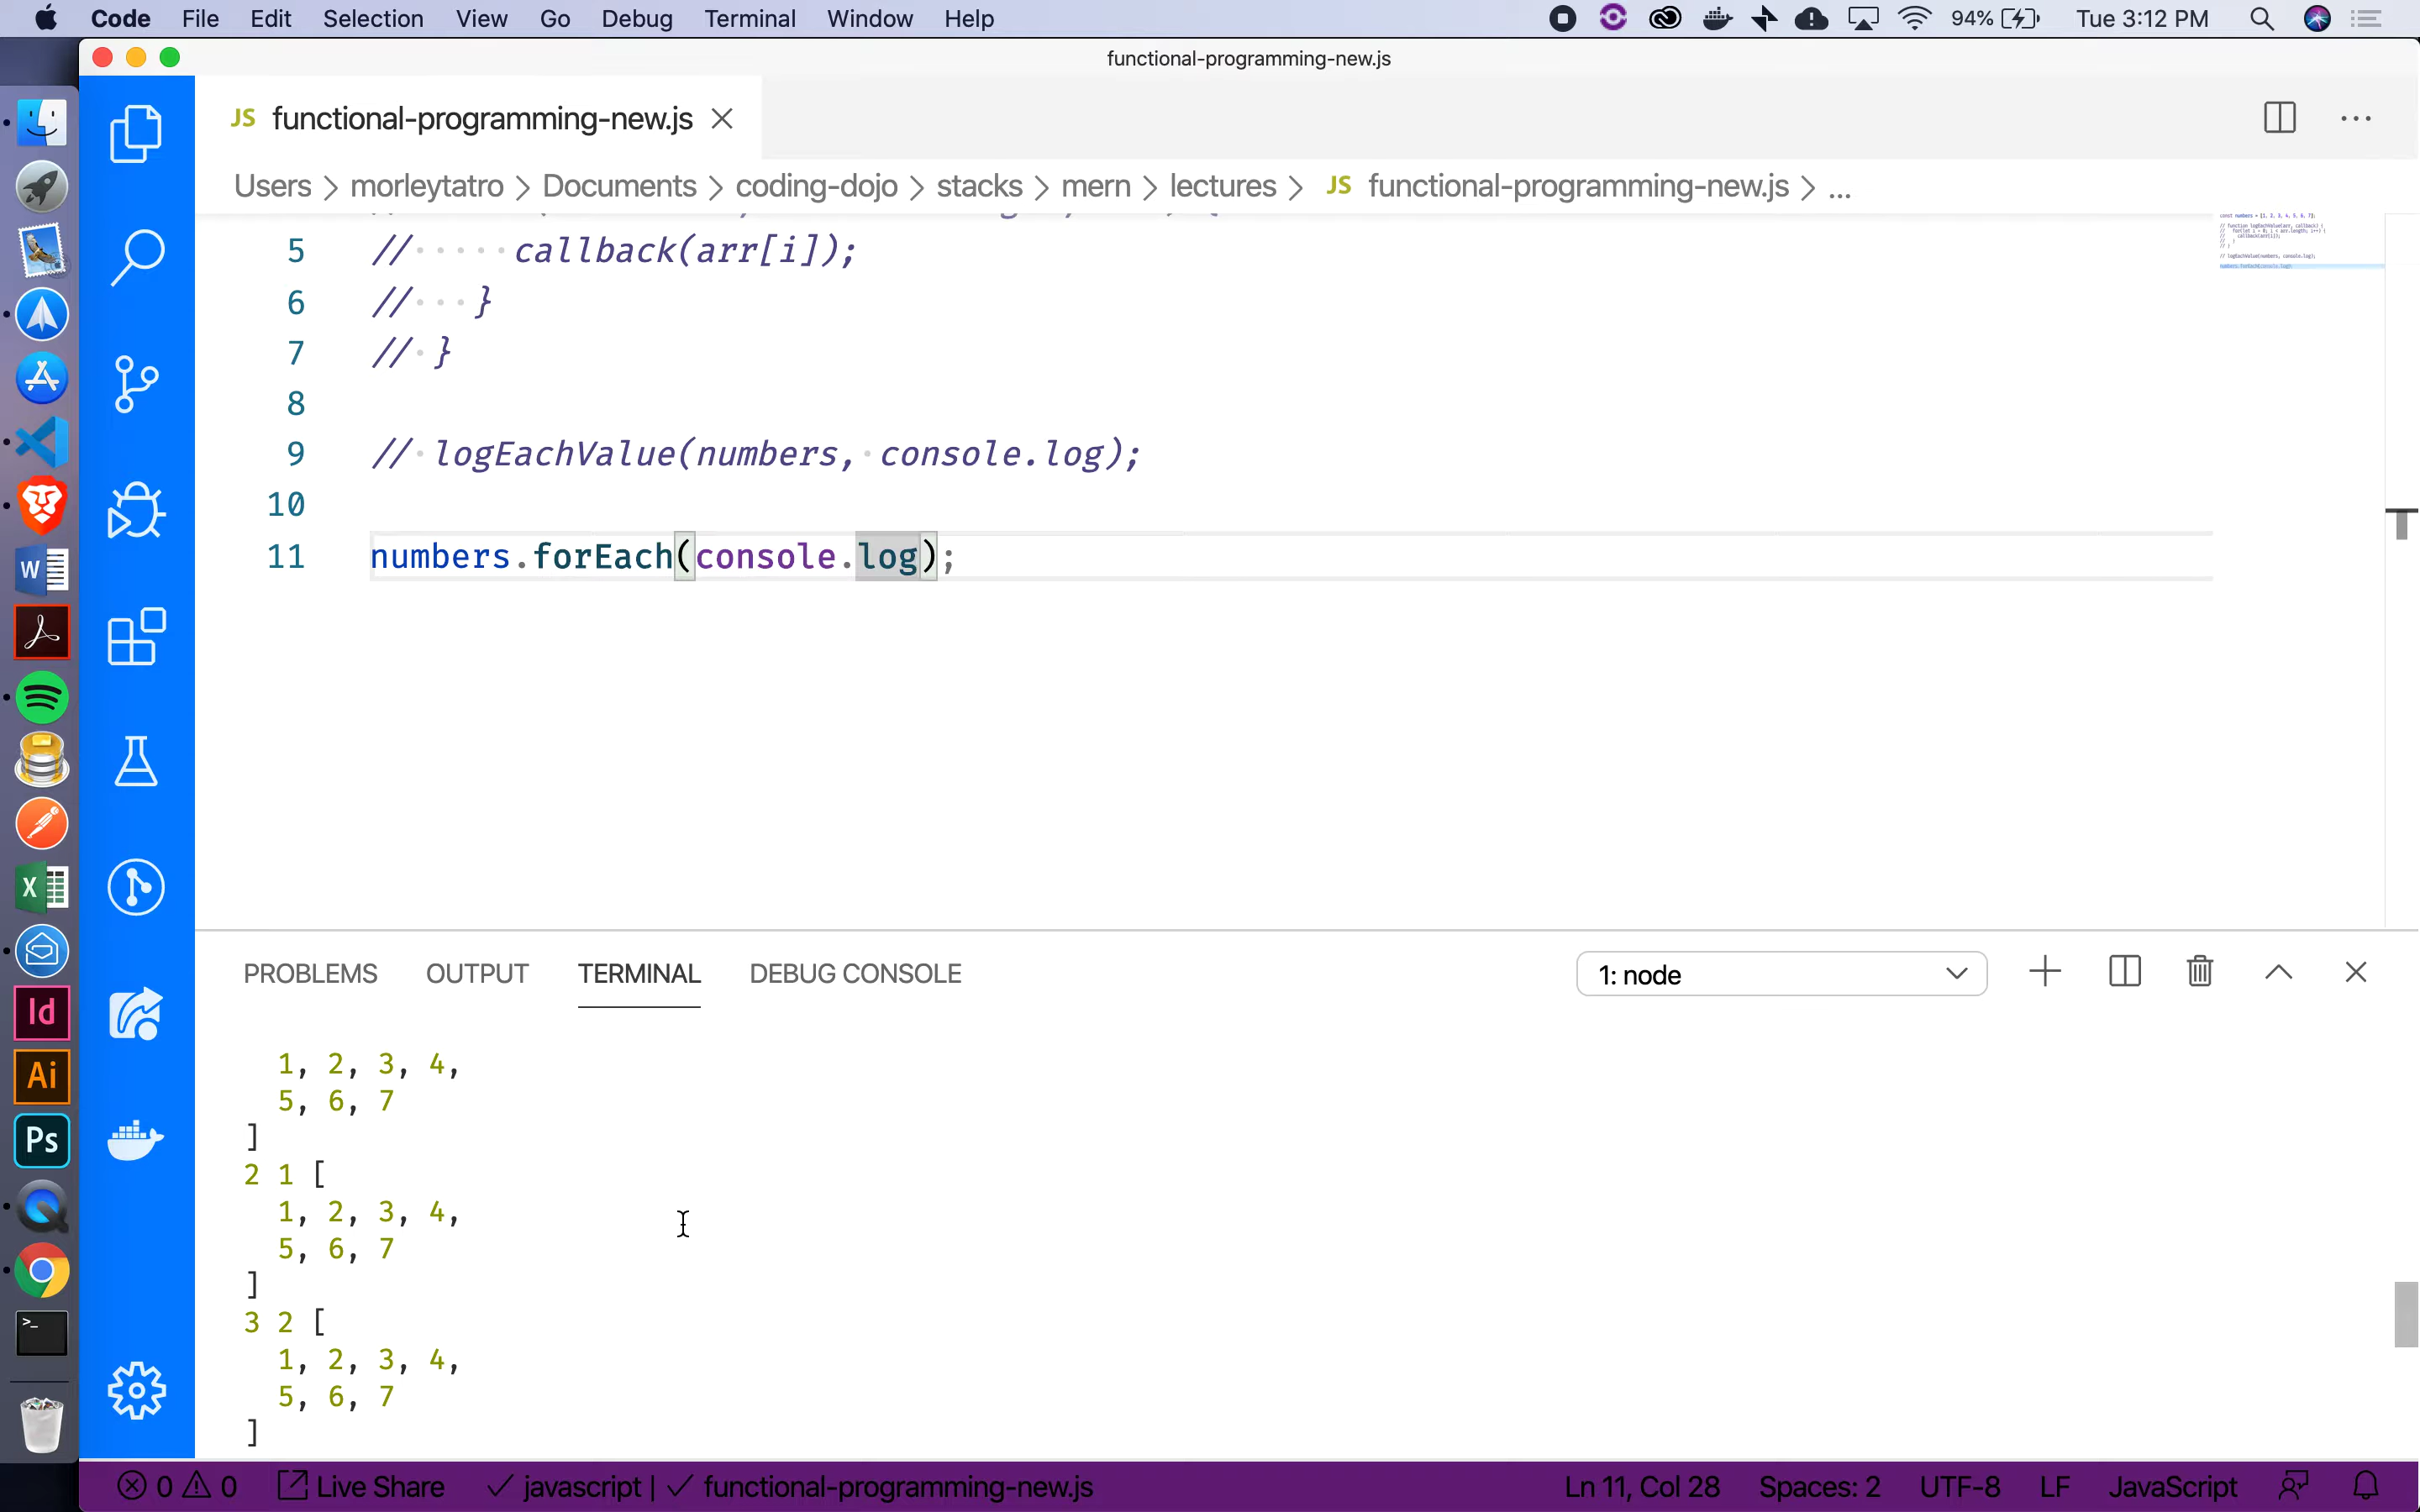 Code File Edit Selection View Go Debug Terminal Window Help 94% Tue 3:12 PM
functional-programming-new.js
JS functional-programming-new.js
Users > morleytatro > Documents > coding-dojo > stacks > mern > lectures > JS functional-programming-new.js > ...
5 //     callback(arr[i]);
6 //   }
7 // }
8
9 // logEachValue(numbers, console.log);
10
11 numbers.forEach(console.log);
PROBLEMS OUTPUT TERMINAL DEBUG CONSOLE 1: node
1, 2, 3, 4,
5, 6, 7
]
2 1 [
1, 2, 3, 4,
5, 6, 7
]
3 2 [
1, 2, 3, 4,
5, 6, 7
]
W
X
Id
Ai
Ps
>_
0 0 Live Share javascript | functional-programming-new.js Ln 11, Col 28 Spaces: 2 UTF-8 LF JavaScript